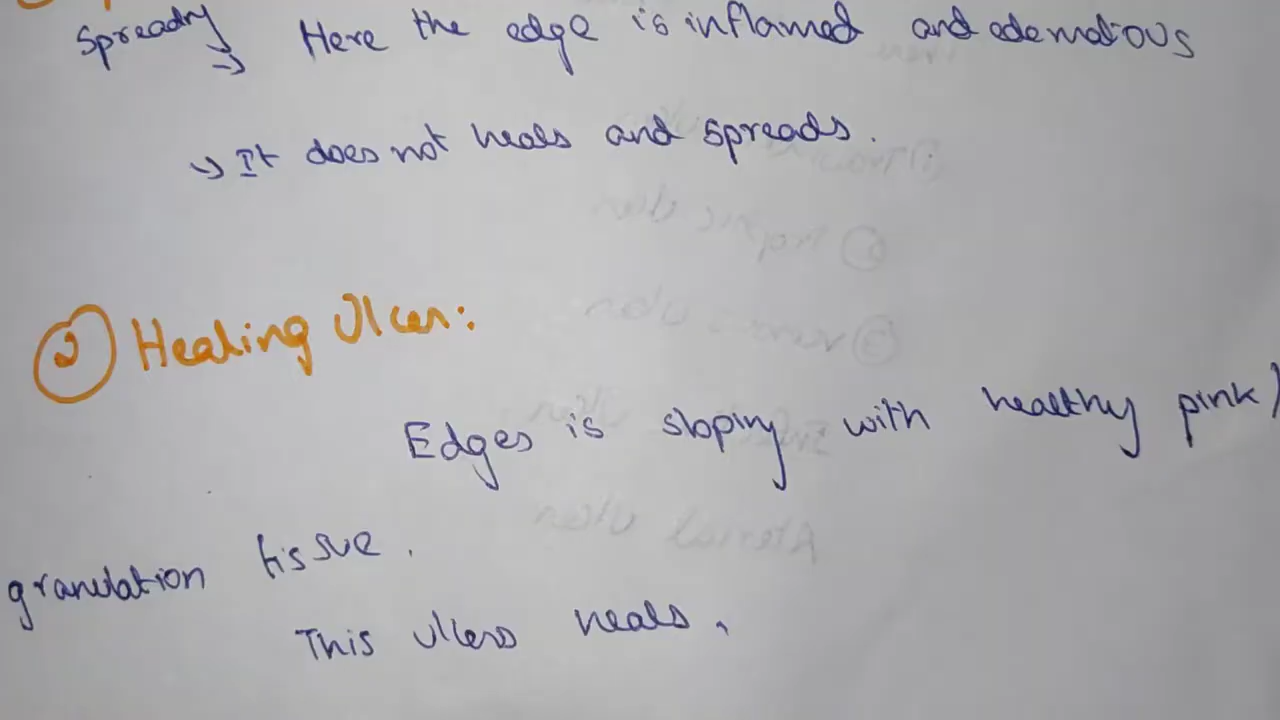 Spreading
→ Here the edge is inflamed and edematous
→ It does not heals and spreads.
② Healing Ulcer:
Edges is sloping with healthy pink/
granulation tissue.
This ulcers heals.